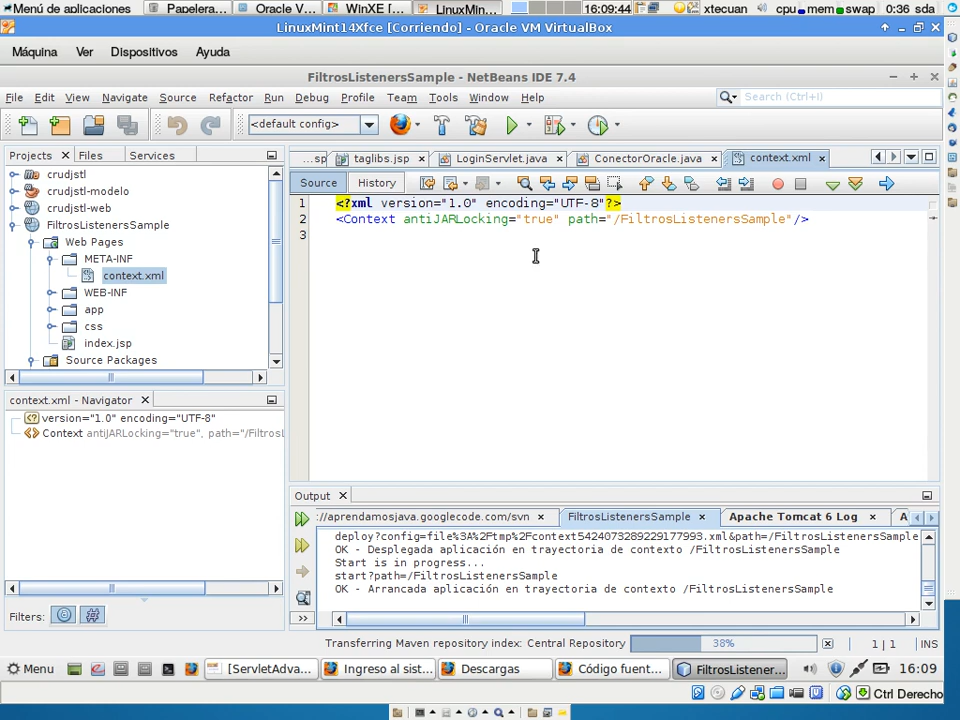 Menú de aplicaciones Papelera... Oracle V... WinXE [... LinuxMin... 16:09:44 xtecuan cpu mem swap 0:36 sda
LinuxMint14Xfce [Corriendo] - Oracle VM VirtualBox
Máquina Ver Dispositivos Ayuda
FiltrosListenersSample - NetBeans IDE 7.4
File Edit View Navigate Source Refactor Run Debug Profile Team Tools Window Help Search (Ctrl+I)
<default config>
Projects Files Services ...sp taglibs.jsp LoginServlet.java ConectorOracle.java context.xml
Source History
crudjstl
crudjstl-modelo
crudjstl-web
FiltrosListenersSample
Web Pages
META-INF
context.xml
WEB-INF
app
css
index.jsp
Source Packages
1 <?xml version="1.0" encoding="UTF-8"?>
2 <Context antiJARLocking="true" path="/FiltrosListenersSample"/>
3
context.xml - Navigator
version="1.0" encoding="UTF-8"
Context antiJARLocking="true", path="/FiltrosL
Filters:
Output
://aprendamosjava.googlecode.com/svn FiltrosListenersSample Apache Tomcat 6 Log A
deploy?config=file%3A%2Ftmp%2Fcontext5424073289229177993.xml&path=/FiltrosListenersSample
OK - Desplegada aplicación en trayectoria de contexto /FiltrosListenersSample
Start is in progress...
start?path=/FiltrosListenersSample
OK - Arrancada aplicación en trayectoria de contexto /FiltrosListenersSample
Transferring Maven repository index: Central Repository 38% 1|1 INS
Menu [ServletAdva... Ingreso al sist... Descargas Código fuent... FiltrosListener... 16:09
Ctrl Derecho